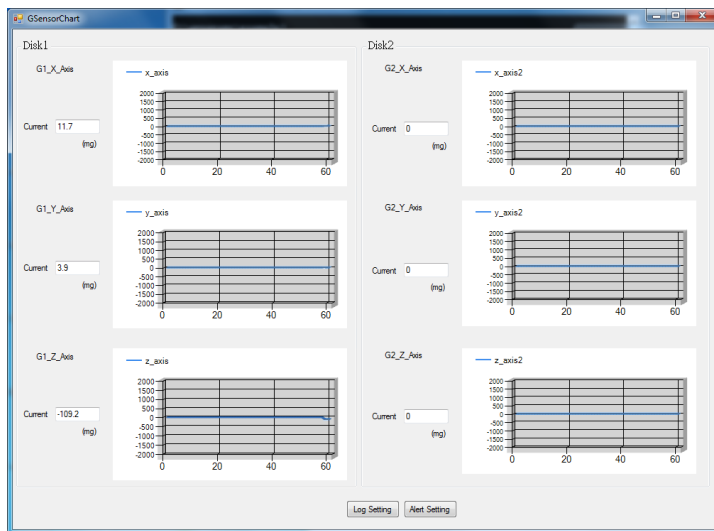 GSensorChart
Disk1
G1_X_Axis
x_axis
2000
1500
1000
500
0
-500
-1000
-1500
-2000
0 20 40 60
Current 11.7
(mg)
G1_Y_Axis
y_axis
2000
1500
1000
500
0
-500
-1000
-1500
-2000
0 20 40 60
Current 3.9
(mg)
G1_Z_Axis
z_axis
2000
1500
1000
500
0
-500
-1000
-1500
-2000
0 20 40 60
Current -109.2
(mg)
Disk2
G2_X_Axis
x_axis2
2000
1500
1000
500
0
-500
-1000
-1500
-2000
0 20 40 60
Current 0
(mg)
G2_Y_Axis
y_axis2
2000
1500
1000
500
0
-500
-1000
-1500
-2000
0 20 40 60
Current 0
(mg)
G2_Z_Axis
z_axis2
2000
1500
1000
500
0
-500
-1000
-1500
-2000
0 20 40 60
Current 0
(mg)
Log Setting Alert Setting